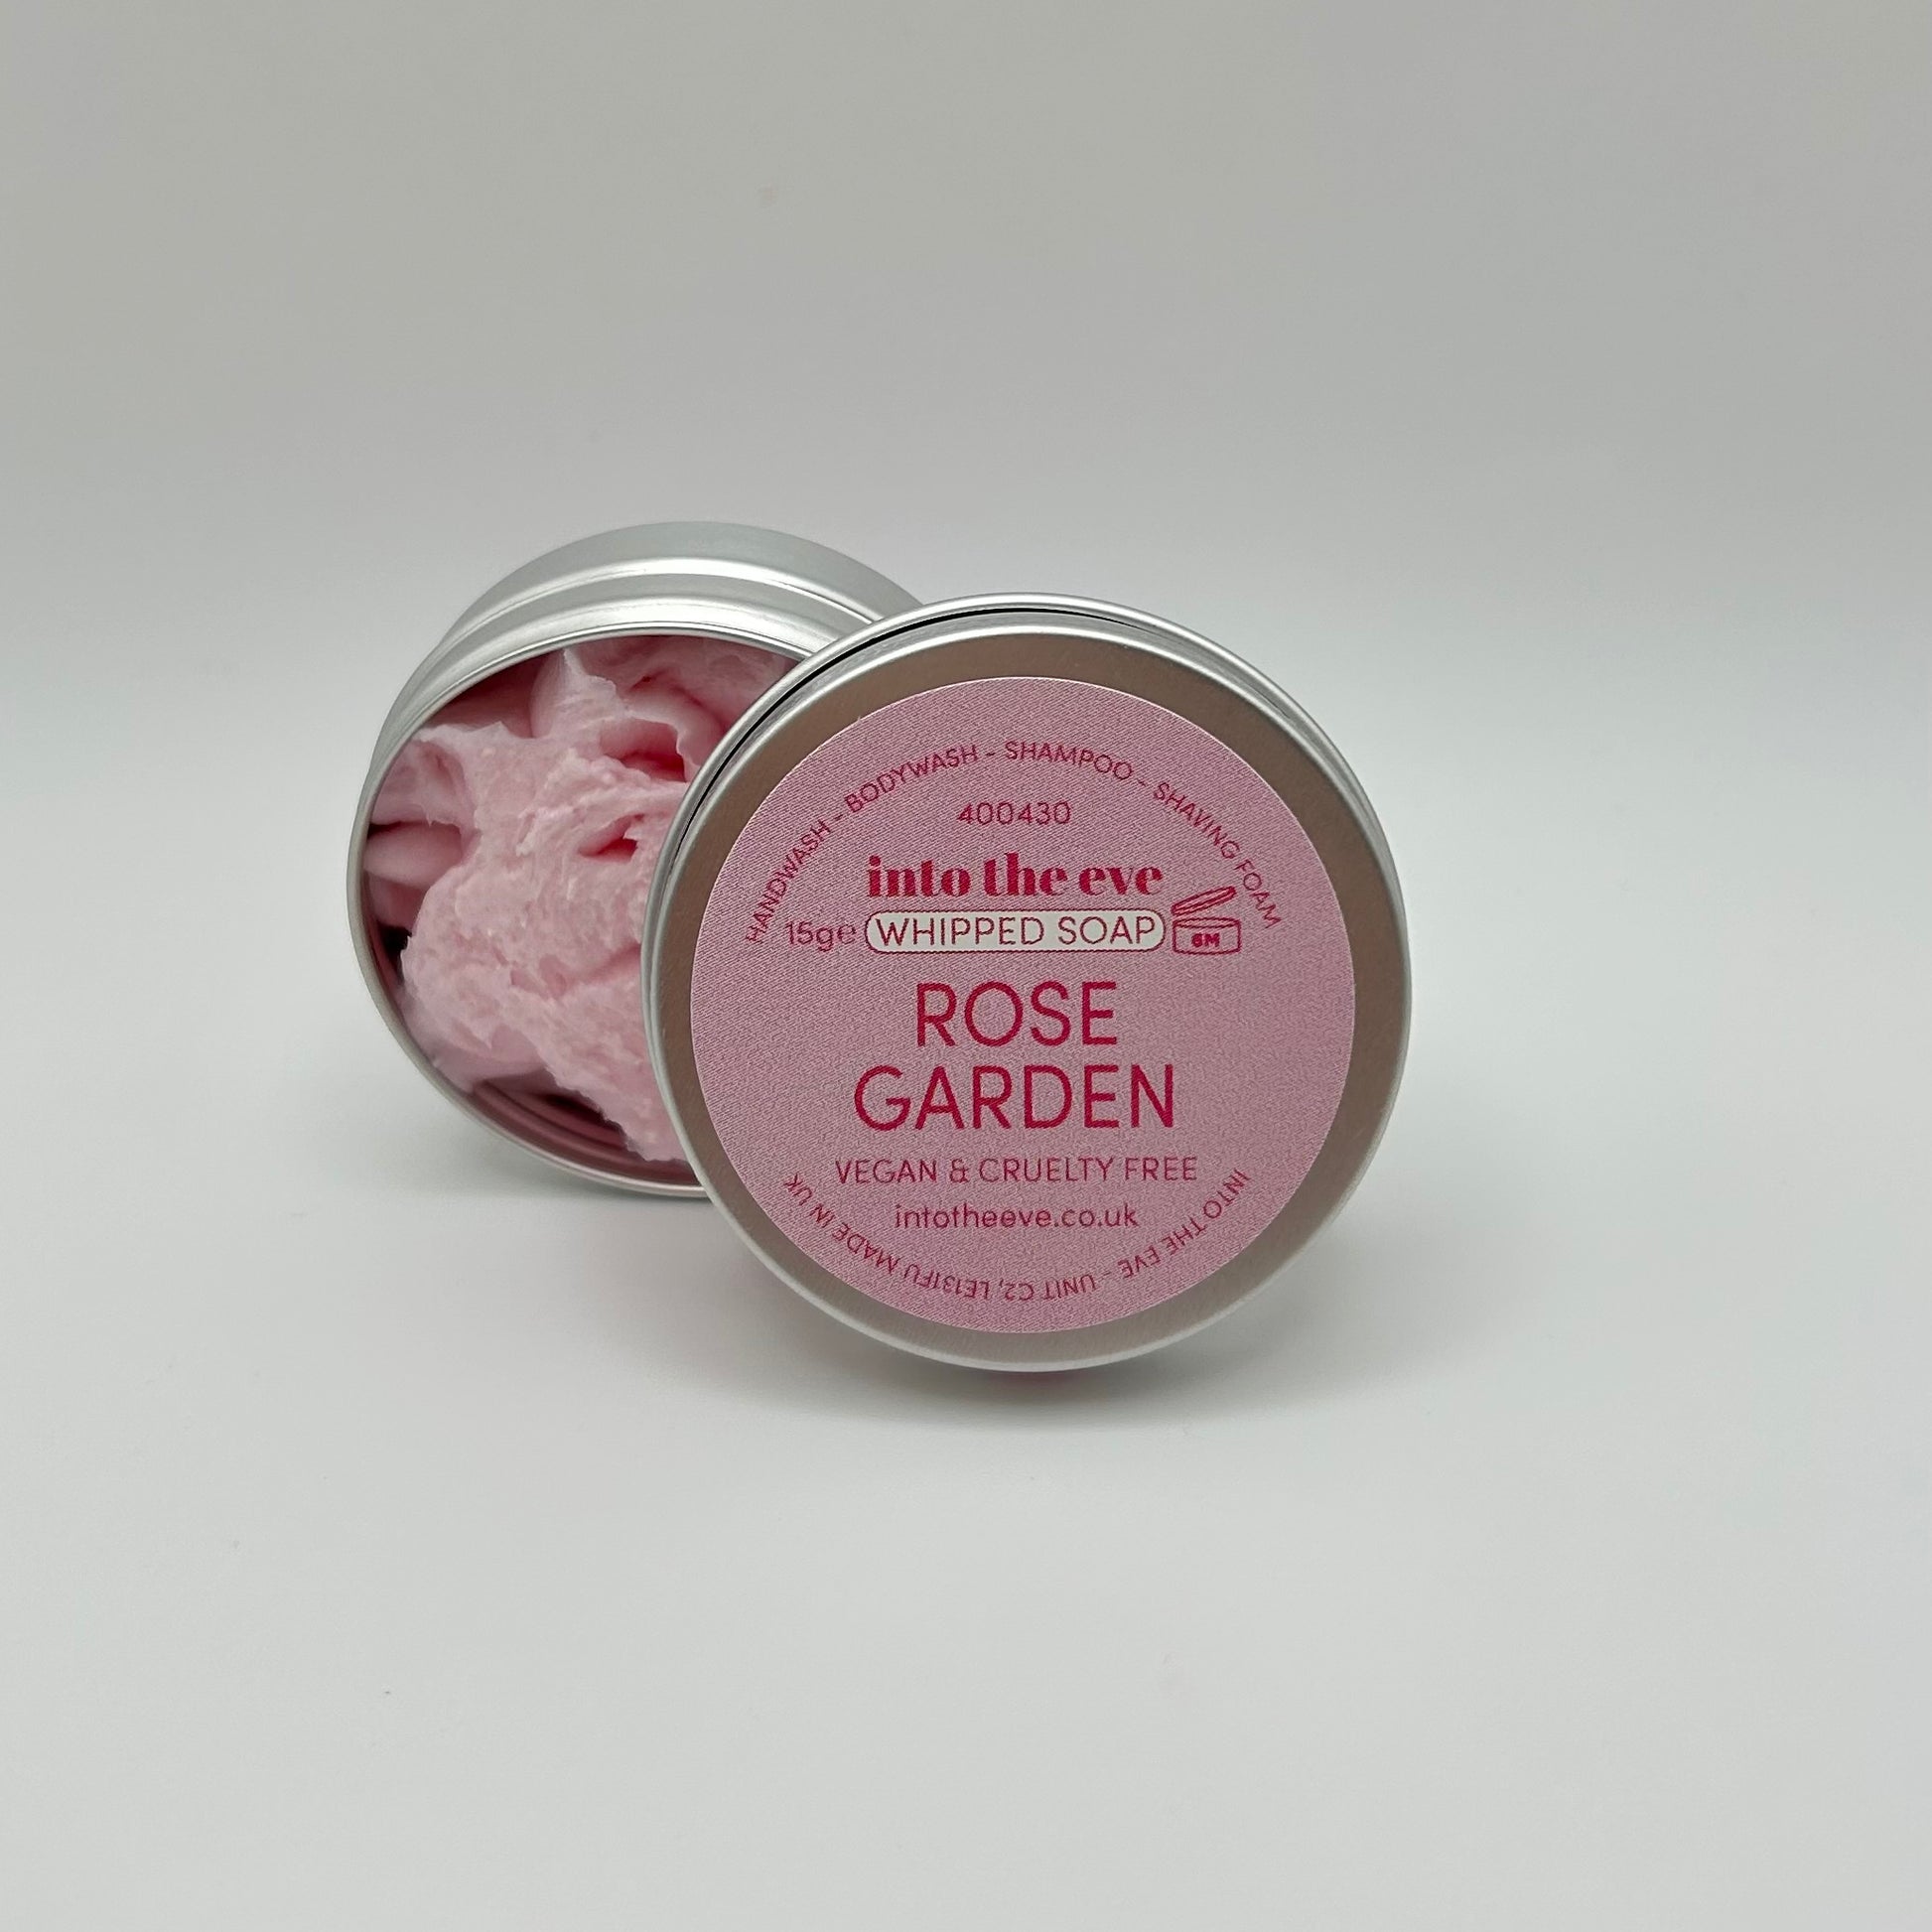 HANDWASH - BODYWASH - SHAMPOO - SHAVING FOAM
400430
into the eve
15g℮ WHIPPED SOAP 6M
ROSE
GARDEN
VEGAN & CRUELTY FREE
intotheeve.co.uk
INTO THE EVE - UNIT C2, LE131FU MADE IN UK